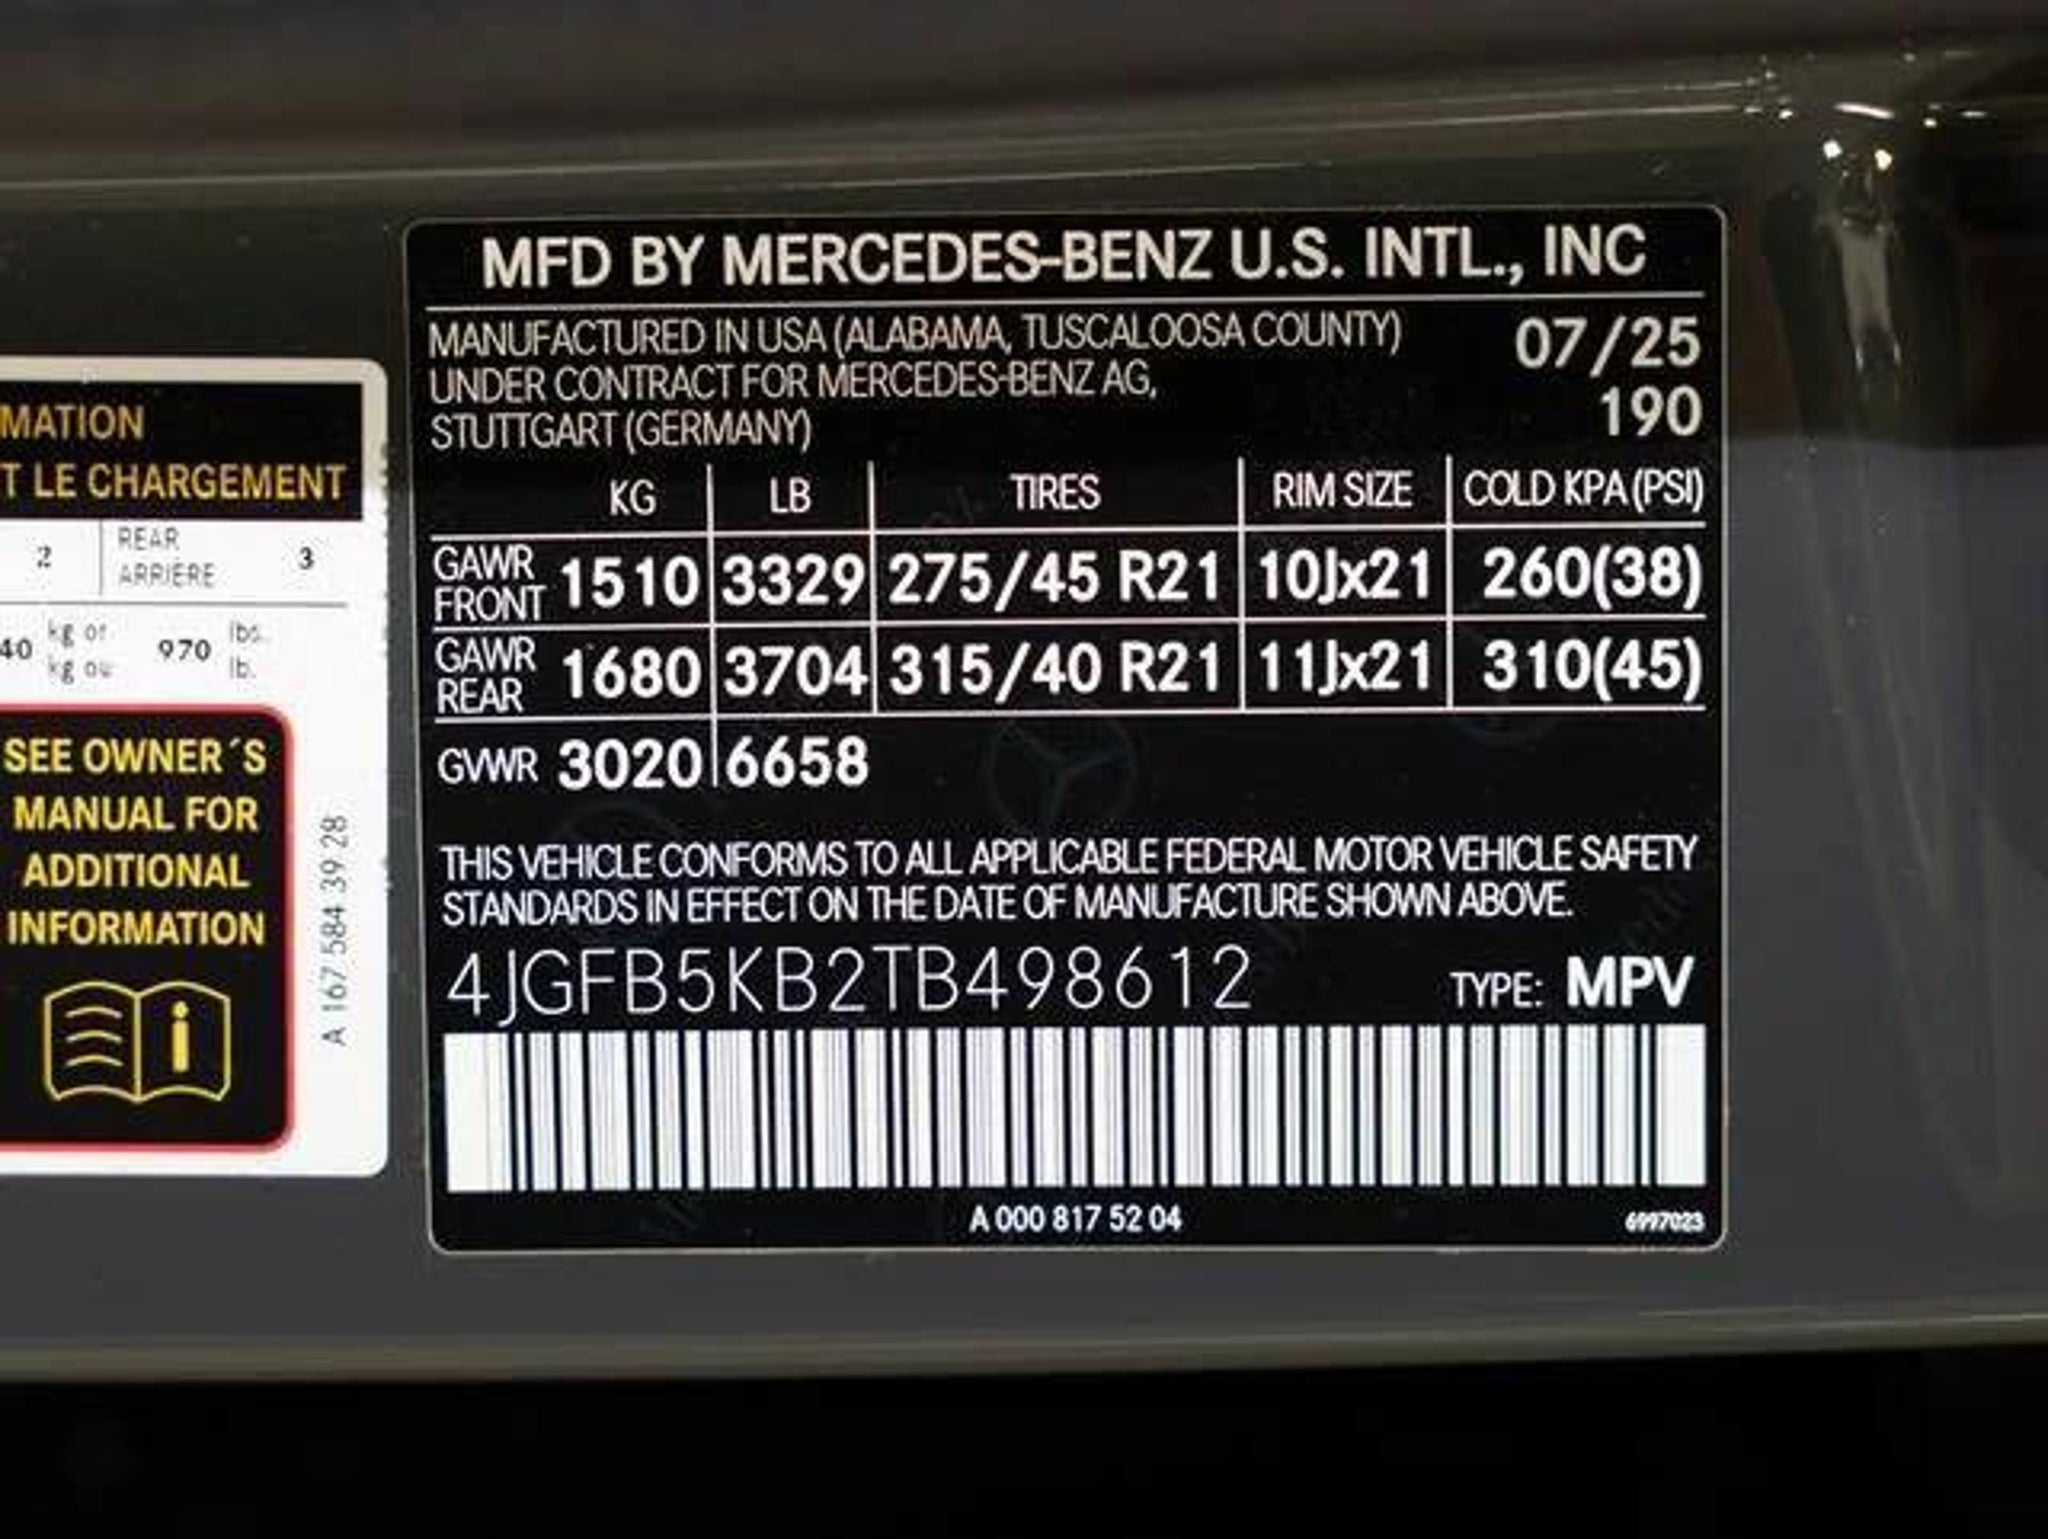 MATION
T LE CHARGEMENT
2 REAR 3
ARRIÈRE
40 kg or 970 lbs.
kg ou lb.
SEE OWNER´S
MANUAL FOR
ADDITIONAL
INFORMATION
i
A 167 584 39 28
MFD BY MERCEDES-BENZ U.S. INTL., INC
MANUFACTURED IN USA (ALABAMA, TUSCALOOSA COUNTY) 07/25
UNDER CONTRACT FOR MERCEDES-BENZ AG,
STUTTGART (GERMANY) 190
KG LB TIRES RIM SIZE COLD KPA (PSI)
GAWR FRONT 1510 3329 275/45 R21 10Jx21 260(38)
GAWR REAR 1680 3704 315/40 R21 11Jx21 310(45)
GVWR 3020 6658
THIS VEHICLE CONFORMS TO ALL APPLICABLE FEDERAL MOTOR VEHICLE SAFETY
STANDARDS IN EFFECT ON THE DATE OF MANUFACTURE SHOWN ABOVE.
4JGFB5KB2TB498612 TYPE: MPV
A 000 817 52 04 6997023